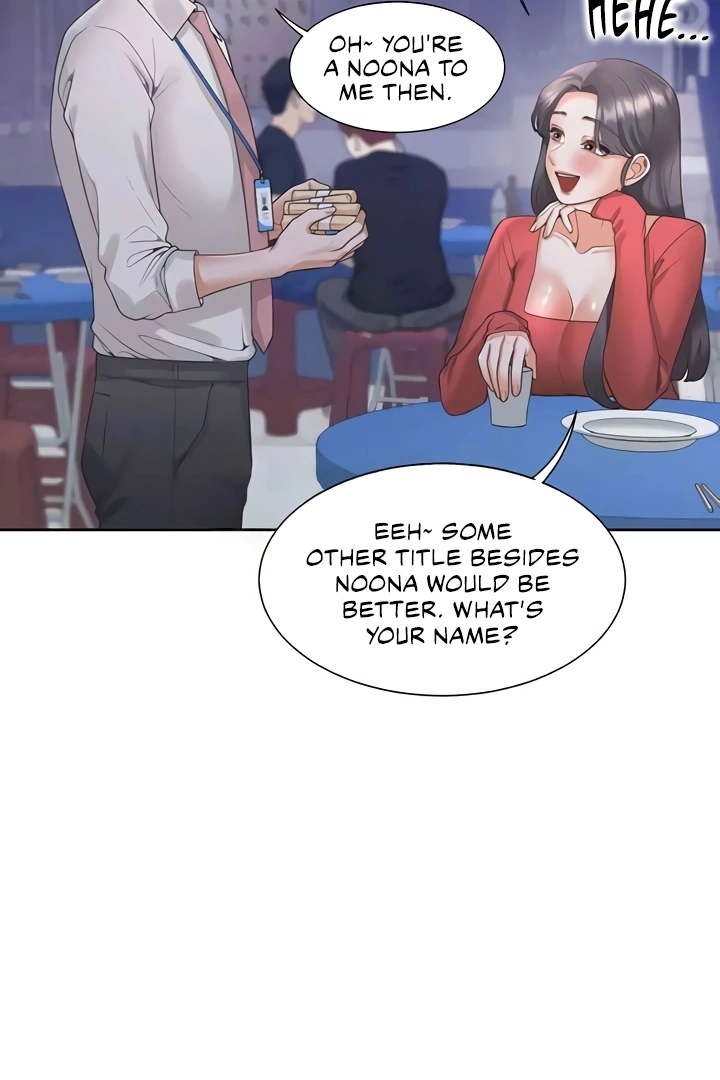 HEHE...
OH~ YOU'RE
A NOONA TO
ME THEN.
EEH~ SOME
OTHER TITLE BESIDES
NOONA WOULD BE
BETTER. WHAT'S
YOUR NAME?